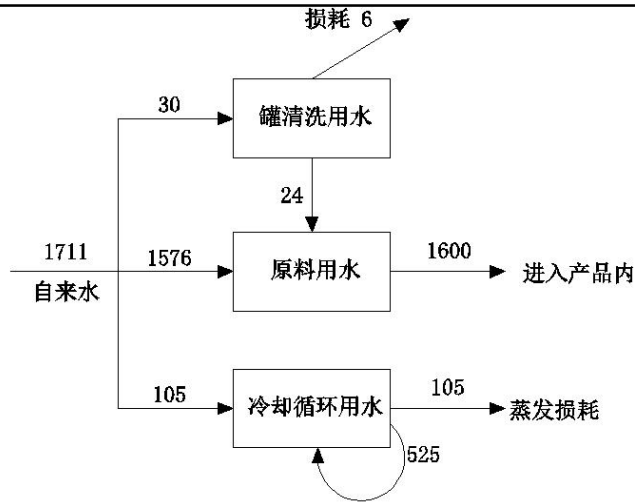 损耗 6
30
罐清洗用水
24
1711
自来水
1576
原料用水
1600
进入产品内
105
冷却循环用水
105
蒸发损耗
525